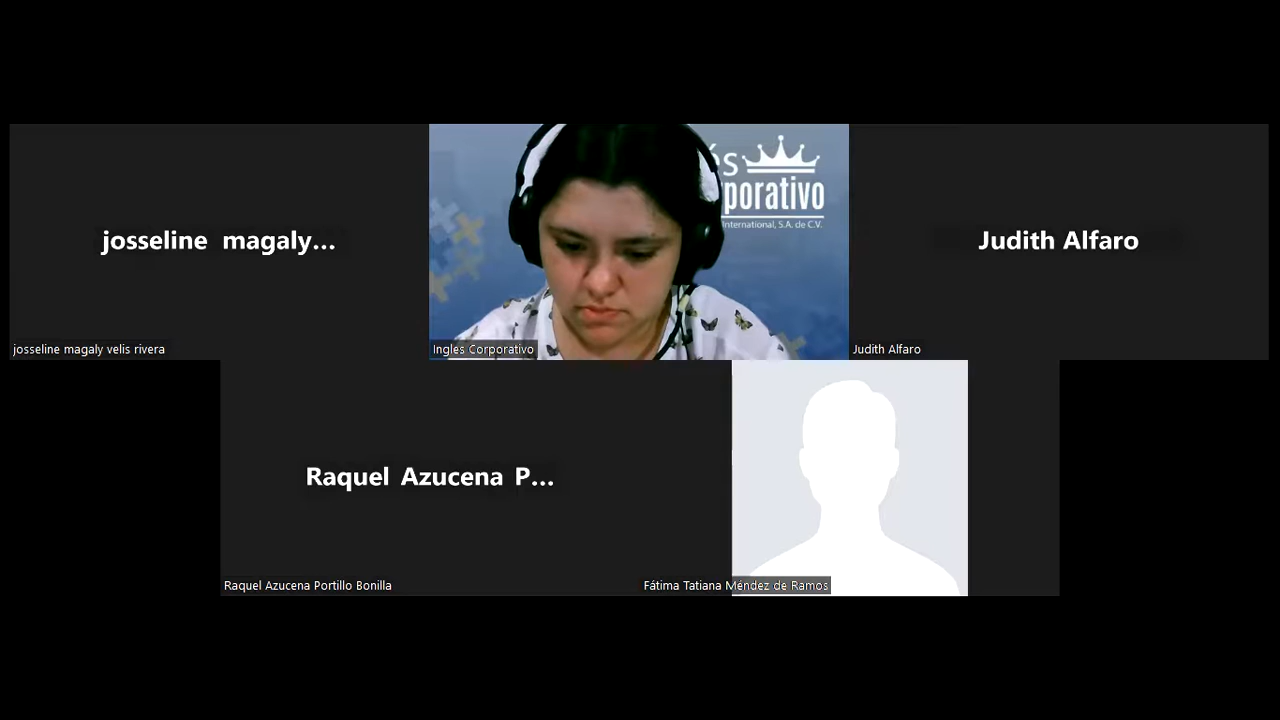 josseline magaly...
josseline magaly velis rivera
és
porativo
International, S.A. de C.V.
Ingles Corporativo
Judith Alfaro
Judith Alfaro
Raquel Azucena P...
Raquel Azucena Portillo Bonilla
Fátima Tatiana Méndez de Ramos